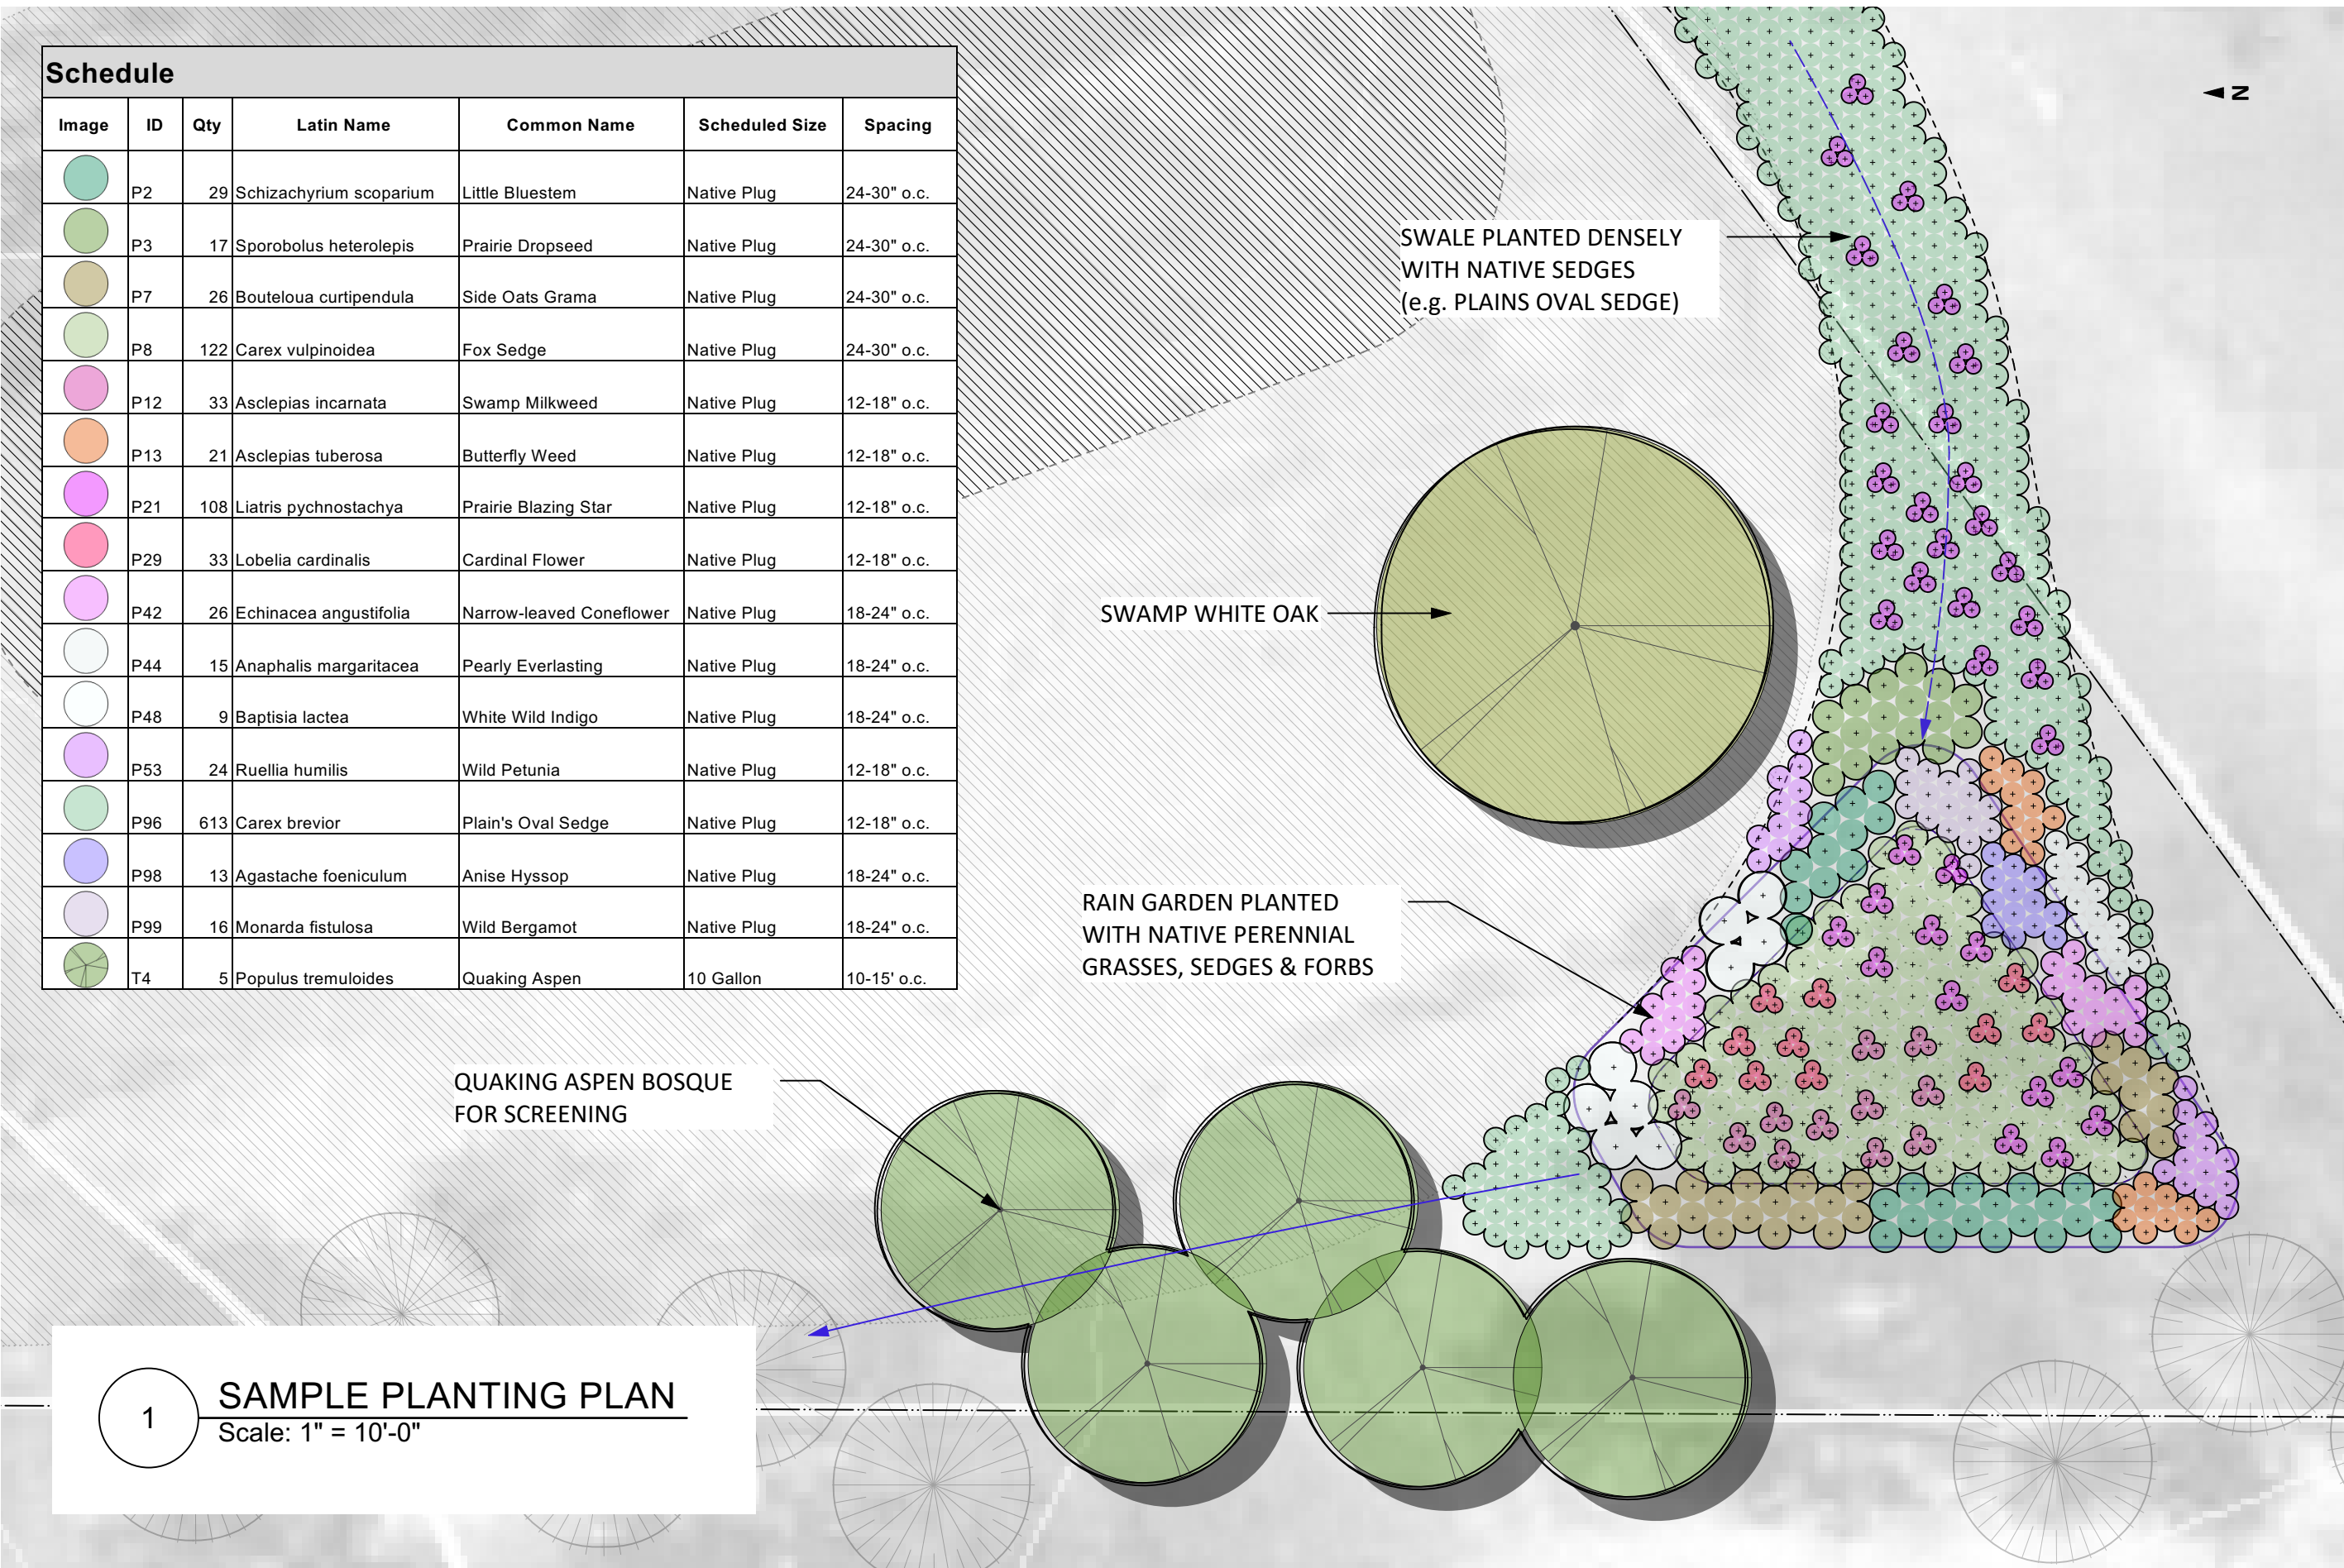 Schedule
Image ID Qty Latin Name Common Name Scheduled Size Spacing
P2 29 Schizachyrium scoparium Little Bluestem Native Plug 24-30" o.c.
P3 17 Sporobolus heterolepis Prairie Dropseed Native Plug 24-30" o.c.
P7 26 Bouteloua curtipendula Side Oats Grama Native Plug 24-30" o.c.
P8 122 Carex vulpinoidea Fox Sedge Native Plug 24-30" o.c.
P12 33 Asclepias incarnata Swamp Milkweed Native Plug 12-18" o.c.
P13 21 Asclepias tuberosa Butterfly Weed Native Plug 12-18" o.c.
P21 108 Liatris pychnostachya Prairie Blazing Star Native Plug 12-18" o.c.
P29 33 Lobelia cardinalis Cardinal Flower Native Plug 12-18" o.c.
P42 26 Echinacea angustifolia Narrow-leaved Coneflower Native Plug 18-24" o.c.
P44 15 Anaphalis margaritacea Pearly Everlasting Native Plug 18-24" o.c.
P48 9 Baptisia lactea White Wild Indigo Native Plug 18-24" o.c.
P53 24 Ruellia humilis Wild Petunia Native Plug 12-18" o.c.
P96 613 Carex brevior Plain's Oval Sedge Native Plug 12-18" o.c.
P98 13 Agastache foeniculum Anise Hyssop Native Plug 18-24" o.c.
P99 16 Monarda fistulosa Wild Bergamot Native Plug 18-24" o.c.
T4 5 Populus tremuloides Quaking Aspen 10 Gallon 10-15' o.c.
N
SWALE PLANTED DENSELY
WITH NATIVE SEDGES
(e.g. PLAINS OVAL SEDGE)
SWAMP WHITE OAK
RAIN GARDEN PLANTED
WITH NATIVE PERENNIAL
GRASSES, SEDGES & FORBS
QUAKING ASPEN BOSQUE
FOR SCREENING
1
SAMPLE PLANTING PLAN
Scale: 1" = 10'-0"